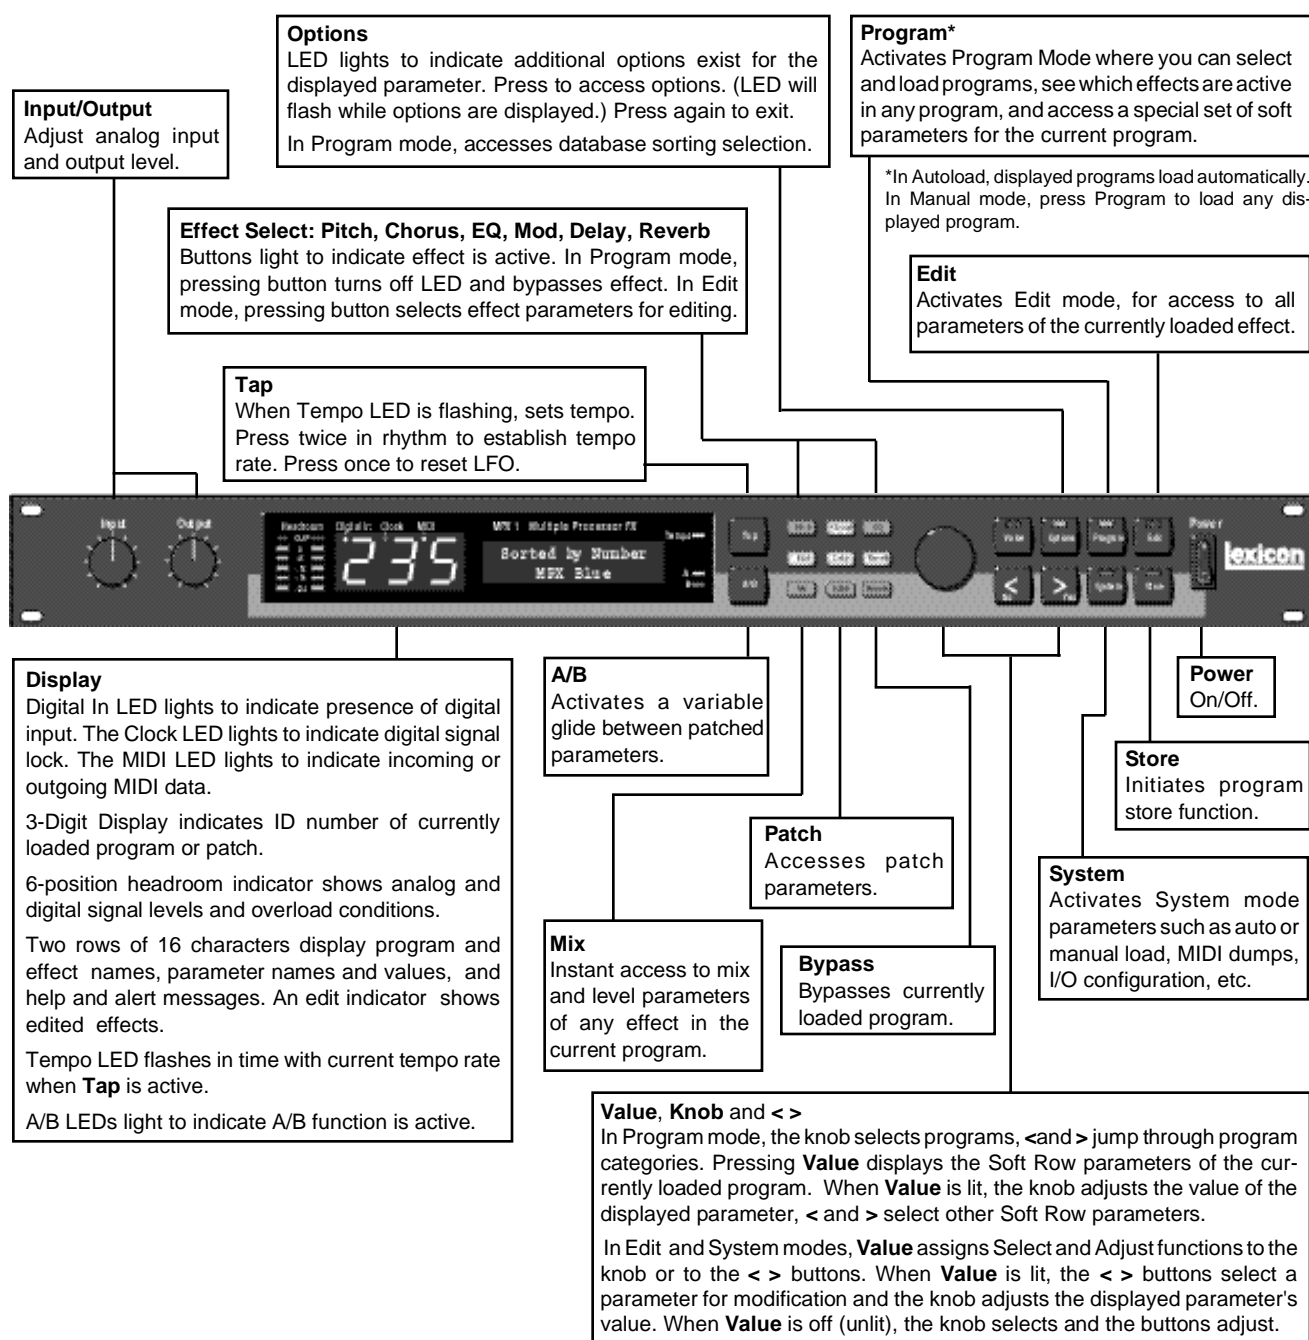 Options
LED lights to indicate additional options exist for the
displayed parameter. Press to access options. (LED will
flash while options are displayed.) Press again to exit.
In Program mode, accesses database sorting selection.
Program*
Activates Program Mode where you can select
and load programs, see which effects are active
in any program, and access a special set of soft
parameters for the current program.
*In Autoload, displayed programs load automatically.
In Manual mode, press Program to load any dis-
played program.
Input/Output
Adjust analog input
and output level.
Effect Select: Pitch, Chorus, EQ, Mod, Delay, Reverb
Buttons light to indicate effect is active. In Program mode,
pressing button turns off LED and bypasses effect. In Edit
mode, pressing button selects effect parameters for editing.
Edit
Activates Edit mode, for access to all
parameters of the currently loaded effect.
Tap
When Tempo LED is flashing, sets tempo.
Press twice in rhythm to establish tempo
rate. Press once to reset LFO.
Input
Output
Headroom Digital In Clock MIDI
MPX 1 Multiple Processor FX
Tempo
235
Sorted by Number
MPX Blue
Tap
A/B
Value Options Program Edit
< >
System Store
Power
lexicon
Display
Digital In LED lights to indicate presence of digital
input. The Clock LED lights to indicate digital signal
lock. The MIDI LED lights to indicate incoming or
outgoing MIDI data.
3-Digit Display indicates ID number of currently
loaded program or patch.
6-position headroom indicator shows analog and
digital signal levels and overload conditions.
Two rows of 16 characters display program and
effect names, parameter names and values, and
help and alert messages. An edit indicator shows
edited effects.
Tempo LED flashes in time with current tempo rate
when Tap is active.
A/B LEDs light to indicate A/B function is active.
A/B
Activates a variable
glide between patched
parameters.
Mix
Instant access to mix
and level parameters
of any effect in the
current program.
Patch
Accesses patch
parameters.
Bypass
Bypasses currently
loaded program.
Power
On/Off.
Store
Initiates program
store function.
System
Activates System mode
parameters such as auto or
manual load, MIDI dumps,
I/O configuration, etc.
Value, Knob and < >
In Program mode, the knob selects programs, <and > jump through program
categories. Pressing Value displays the Soft Row parameters of the cur-
rently loaded program. When Value is lit, the knob adjusts the value of the
displayed parameter, < and > select other Soft Row parameters.
In Edit and System modes, Value assigns Select and Adjust functions to the
knob or to the < > buttons. When Value is lit, the < > buttons select a
parameter for modification and the knob adjusts the displayed parameter's
value. When Value is off (unlit), the knob selects and the buttons adjust.